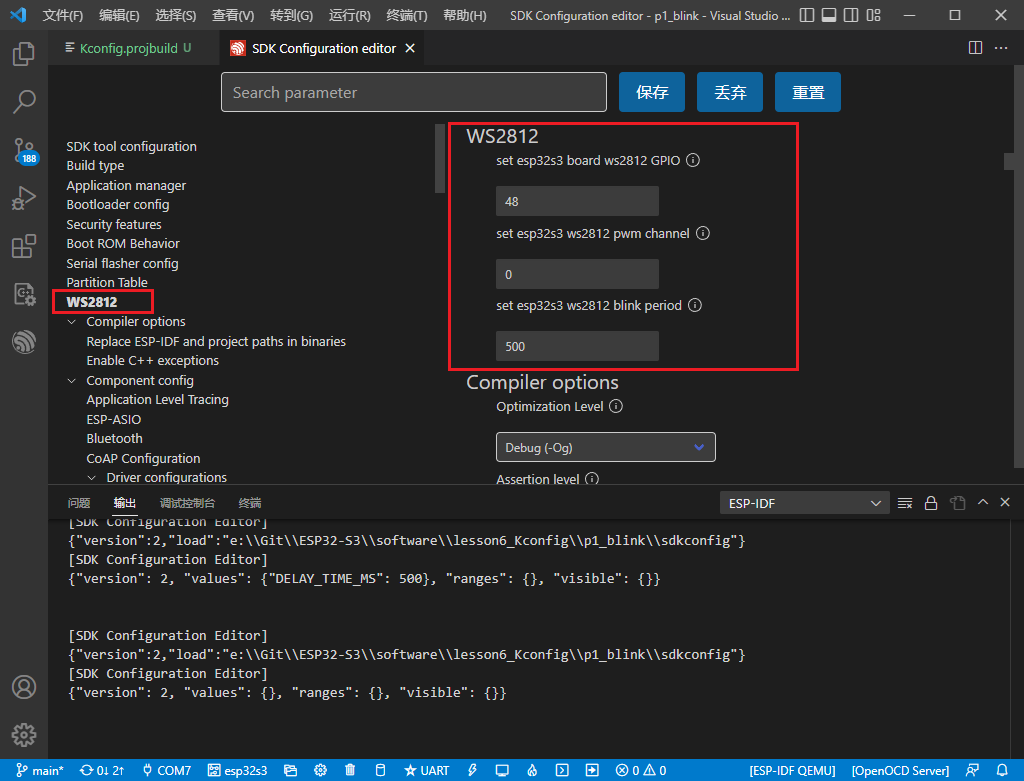 文件(F) 编辑(E) 选择(S) 查看(V) 转到(G) 运行(R) 终端(T) 帮助(H) SDK Configuration editor - p1_blink - Visual Studio ...
Kconfig.projbuild U
SDK Configuration editor
Search parameter
保存
丢弃
重置
188
SDK tool configuration
Build type
Application manager
Bootloader config
Security features
Boot ROM Behavior
Serial flasher config
Partition Table
WS2812
Compiler options
Replace ESP-IDF and project paths in binaries
Enable C++ exceptions
Component config
Application Level Tracing
ESP-ASIO
Bluetooth
CoAP Configuration
Driver configurations
WS2812
set esp32s3 board ws2812 GPIO
48
set esp32s3 ws2812 pwm channel
0
set esp32s3 ws2812 blink period
500
Compiler options
Optimization Level
Debug (-Og)
Assertion level
问题 输出 调试控制台 终端
ESP-IDF
[SDK Configuration Editor]
{"version":2,"load":"e:\\Git\\ESP32-S3\\software\\lesson6_Kconfig\\p1_blink\\sdkconfig"}
[SDK Configuration Editor]
{"version": 2, "values": {"DELAY_TIME_MS": 500}, "ranges": {}, "visible": {}}
[SDK Configuration Editor]
{"version":2,"load":"e:\\Git\\ESP32-S3\\software\\lesson6_Kconfig\\p1_blink\\sdkconfig"}
[SDK Configuration Editor]
{"version": 2, "values": {}, "ranges": {}, "visible": {}}
main* 0↓ 2↑ COM7 esp32s3 UART 0 0 [ESP-IDF QEMU] [OpenOCD Server]